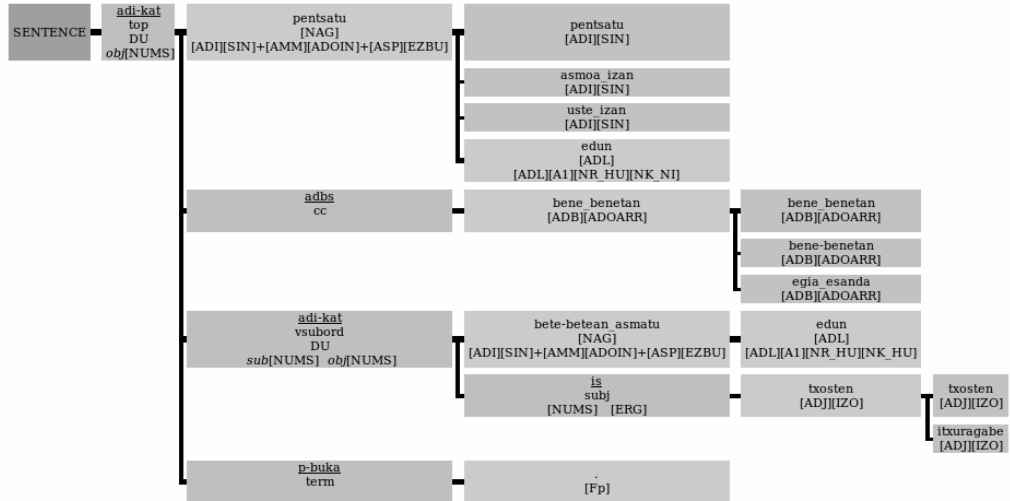 SENTENCE
adi-kat
top
DU
obj[NUMS]
pentsatu
[NAG]
[ADI][SIN]+[AMM][ADOIN]+[ASP][EZBU]
pentsatu
[ADI][SIN]
asmoa_izan
[ADI][SIN]
uste_izan
[ADI][SIN]
edun
[ADL]
[ADL][A1][NR_HU][NK_NI]
adbs
cc
bene_benetan
[ADB][ADOARR]
bene_benetan
[ADB][ADOARR]
bene-benetan
[ADB][ADOARR]
egia_esanda
[ADB][ADOARR]
adi-kat
vsubord
DU
sub[NUMS] obj[NUMS]
bete-betean_asmatu
[NAG]
[ADI][SIN]+[AMM][ADOIN]+[ASP][EZBU]
edun
[ADL]
[ADL][A1][NR_HU][NK_HU]
is
subj
[NUMS] [ERG]
txosten
[ADJ][IZO]
txosten
[ADJ][IZO]
itxuragabe
[ADJ][IZO]
p-buka
term
.
[Fp]